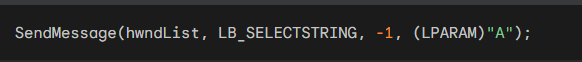 SendMessage(hwndList, LB_SELECTSTRING, -1, (LPARAM)"A");